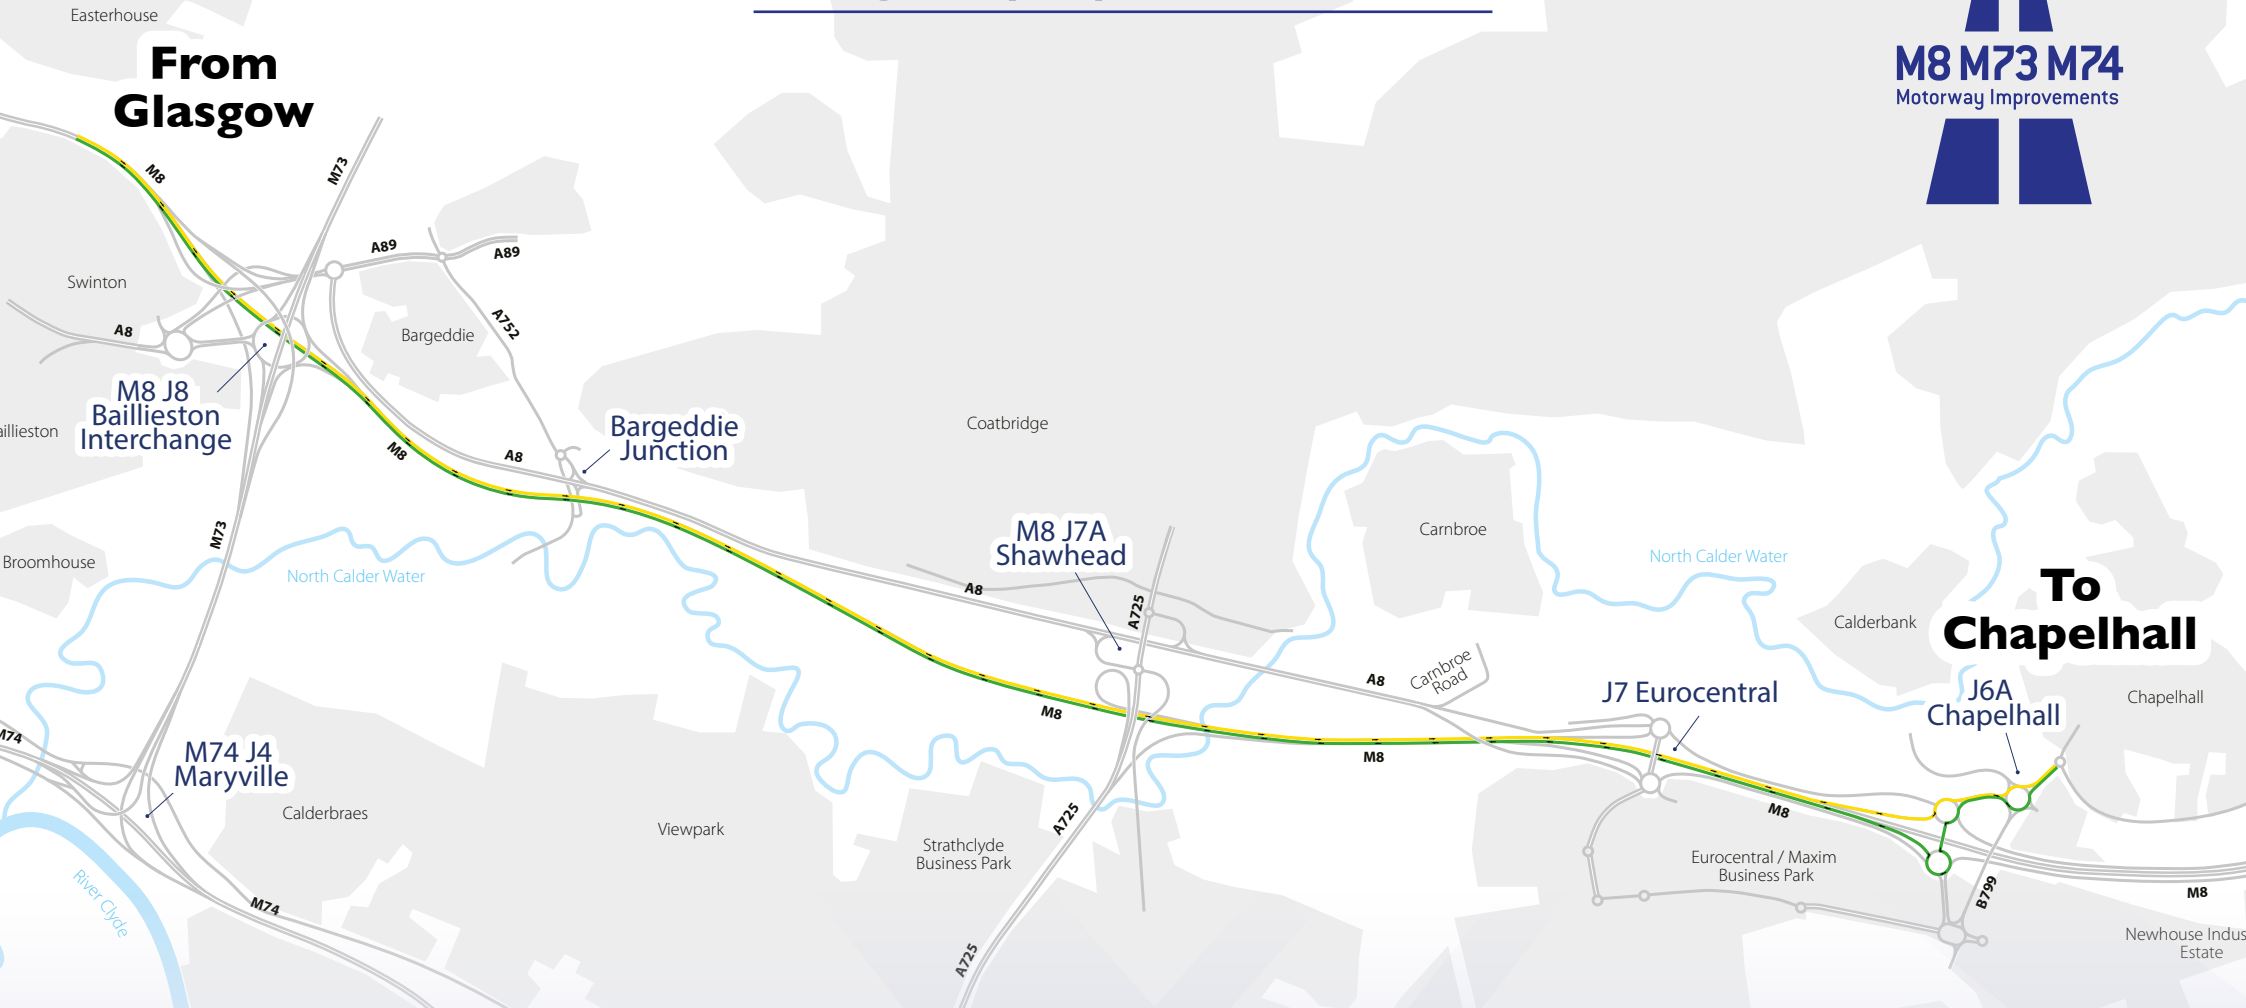 Easterhouse
From
Glasgow
M8 M73 M74
Motorway Improvements
M8
M73
A89
A89
Swinton
A8
Bargeddie
A752
M8 J8
Baillieston
Interchange
aillieston
M8
A8
Bargeddie
Junction
Coatbridge
M73
Broomhouse
North Calder Water
M8 J7A
Shawhead
A8
A725
Carnbroe
North Calder Water
Calderbank
To
Chapelhall
A8
Carnbroe
Road
J7 Eurocentral
J6A
Chapelhall
Chapelhall
M8
M8
M74
M74 J4
Maryville
Calderbraes
Viewpark
A725
Strathclyde
Business Park
M8
Eurocentral / Maxim
Business Park
B799
M8
River Clyde
M74
A725
Newhouse Indus
Estate